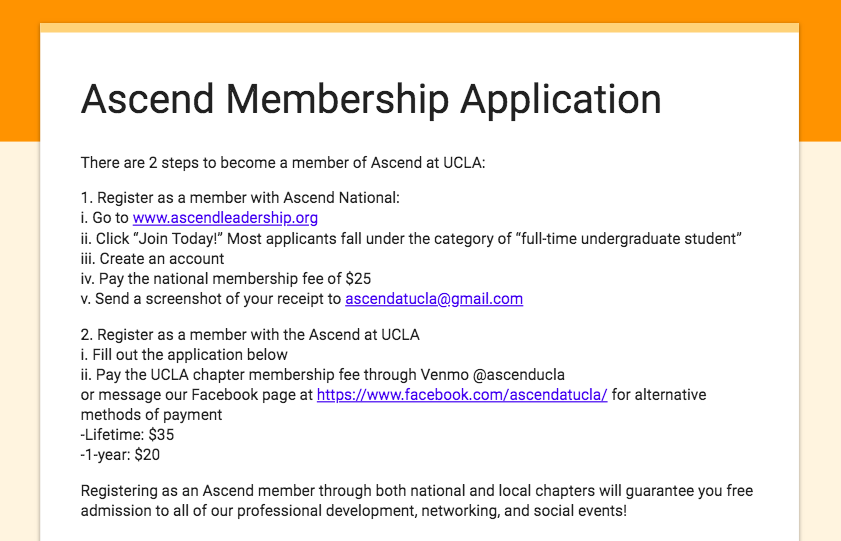 Ascend Membership Application
There are 2 steps to become a member of Ascend at UCLA:
1. Register as a member with Ascend National:
i. Go to www.ascendleadership.org
ii. Click “Join Today!” Most applicants fall under the category of “full-time undergraduate student”
iii. Create an account
iv. Pay the national membership fee of $25
v. Send a screenshot of your receipt to ascendatucla@gmail.com
2. Register as a member with the Ascend at UCLA
i. Fill out the application below
ii. Pay the UCLA chapter membership fee through Venmo @ascenducla
or message our Facebook page at https://www.facebook.com/ascendatucla/ for alternative
methods of payment
-Lifetime: $35
-1-year: $20
Registering as an Ascend member through both national and local chapters will guarantee you free
admission to all of our professional development, networking, and social events!